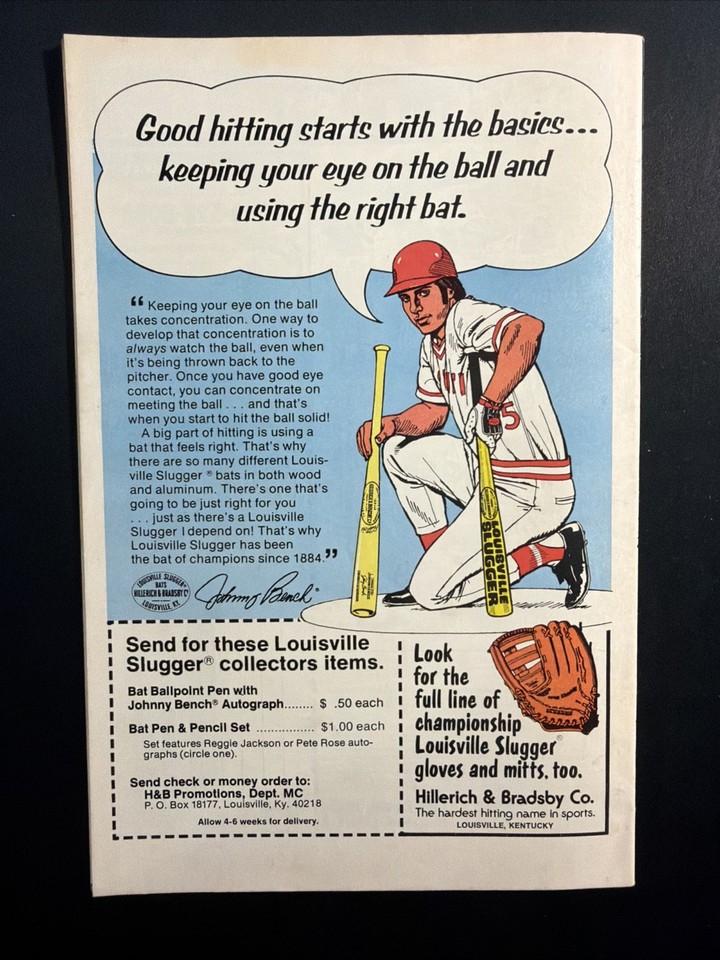 Good hitting starts with the basics...
keeping your eye on the ball and
using the right bat.
“ Keeping your eye on the ball
takes concentration. One way to
develop that concentration is to
always watch the ball, even when
it's being thrown back to the
pitcher. Once you have good eye
contact, you can concentrate on
meeting the ball . . . and that's
when you start to hit the ball solid!
A big part of hitting is using a
bat that feels right. That's why
there are so many different Louis-
ville Slugger® bats in both wood
and aluminum. There's one that's
going to be just right for you
. . . just as there's a Louisville
Slugger I depend on! That's why
Louisville Slugger has been
the bat of champions since 1884.”
LOUISVILLE SLUGGER®
BATS
HILLERICH & BRADSBY Cº
LOUISVILLE, KY.
Johnny Bench®
5
LOUISVILLE
SLUGGER
Send for these Louisville
Slugger® collectors items.
Bat Ballpoint Pen with
Johnny Bench® Autograph........ $ .50 each
Bat Pen & Pencil Set ................ $1.00 each
Set features Reggie Jackson or Pete Rose auto-
graphs (circle one).
Send check or money order to:
H&B Promotions, Dept. MC
P. O. Box 18177, Louisville, Ky. 40218
Allow 4-6 weeks for delivery.
Look
for the
full line of
championship
Louisville Slugger®
gloves and mitts, too.
Hillerich & Bradsby Co.
The hardest hitting name in sports.
LOUISVILLE, KENTUCKY